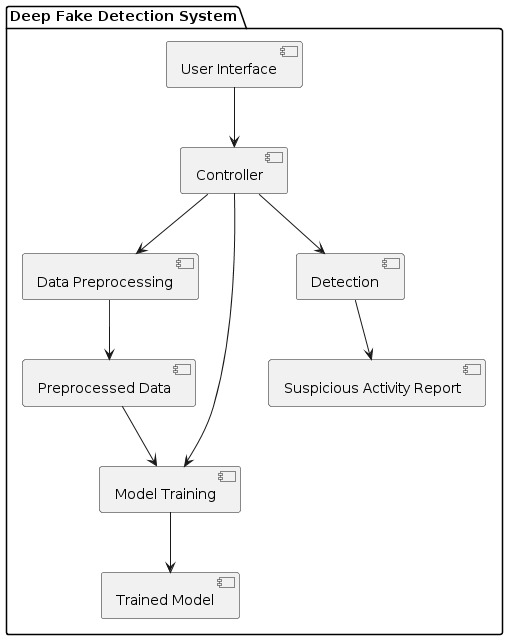 Deep Fake Detection System
User Interface
Controller
Data Preprocessing
Detection
Preprocessed Data
Suspicious Activity Report
Model Training
Trained Model